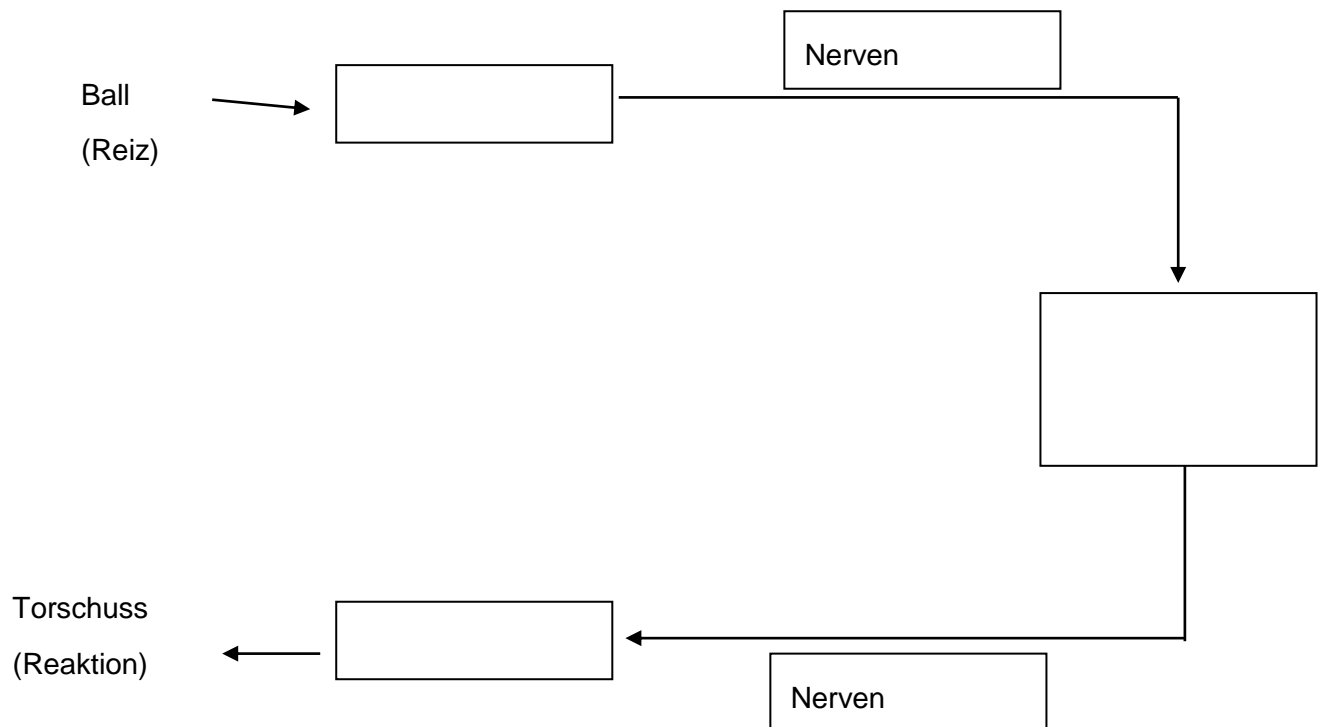 Nerven
Ball
(Reiz)
Torschuss
(Reaktion)
Nerven